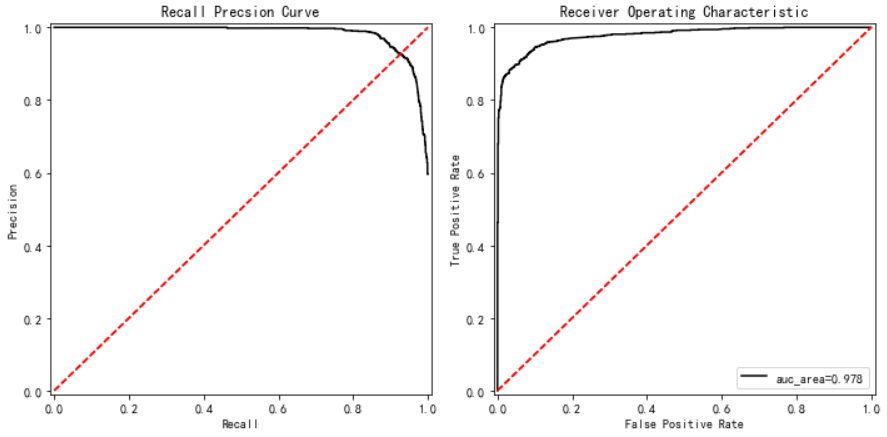 Recall Precsion Curve
1.0
0.8
0.6
0.4
0.2
0.0
Precision
0.0 0.2 0.4 0.6 0.8 1.0
Recall
Receiver Operating Characteristic
1.0
0.8
0.6
0.4
0.2
0.0
True Positive Rate
auc_area=0.978
0.0 0.2 0.4 0.6 0.8 1.0
False Positive Rate